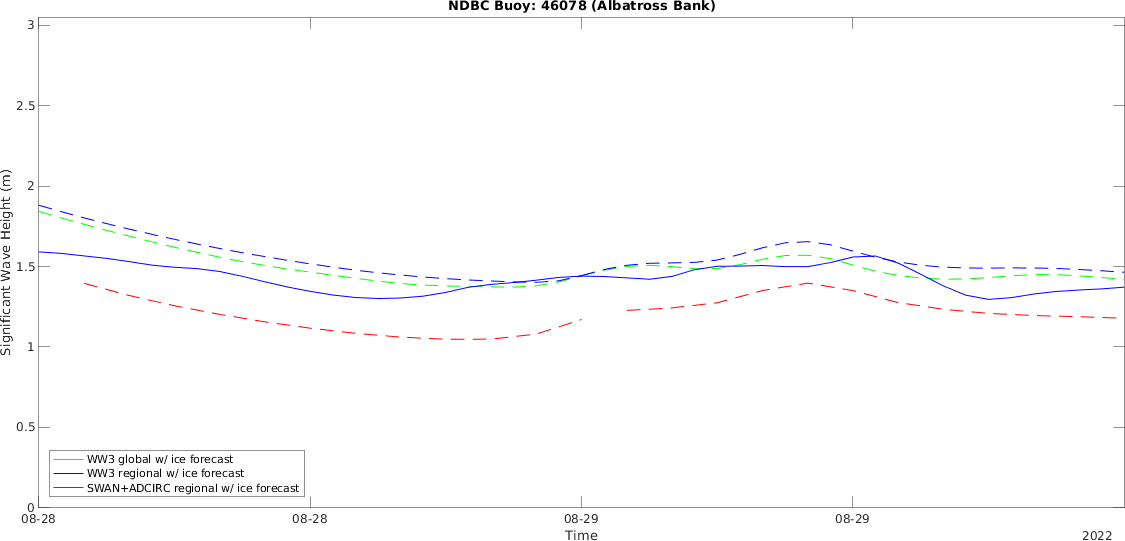 NDBC Buoy: 46078 (Albatross Bank)
3
2.5
2
1.5
1
0.5
0
Significant Wave Height (m)
WW3 global w/ ice forecast
WW3 regional w/ ice forecast
SWAN+ADCIRC regional w/ ice forecast
08-28 08-28 08-29 08-29
Time
2022